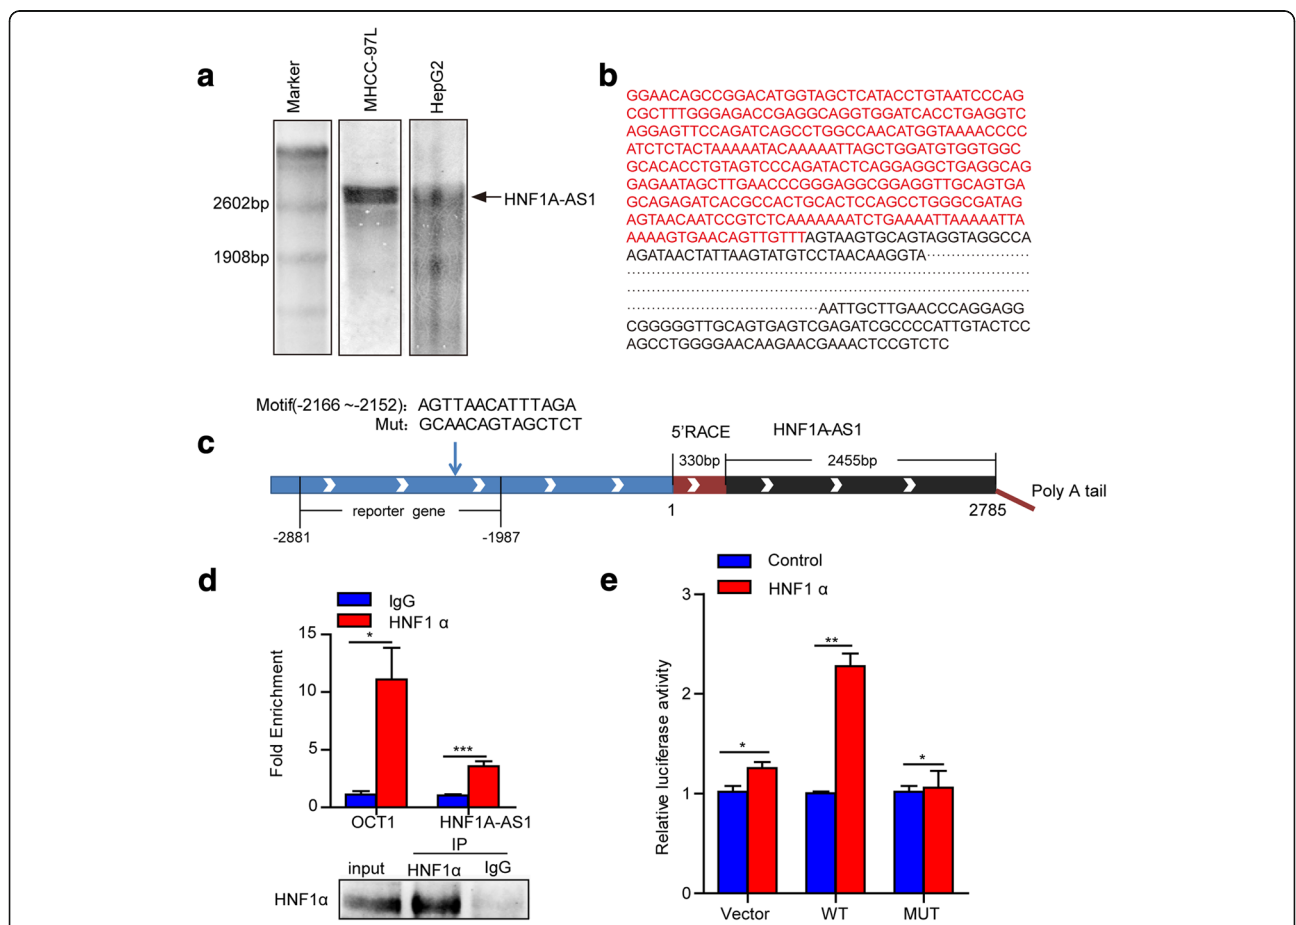 a
Marker
MHCC-97L
HepG2
2602bp
1908bp
HNF1A-AS1
b
GGAACAGCCGGACATGGTAGCTCATACCTGTAATCCCAG
CGCTTTGGGAGACCGAGGCAGGTGGATCACCTGAGGTC
AGGAGTTCCAGATCAGCCTGGCCAACATGGTAAAACCCC
ATCTCTACTAAAAATACAAAAATTAGCTGGATGTGGTGGC
GCACACCTGTAGTCCCAGATACTCAGGAGGCTGAGGCAG
GAGAATAGCTTGAACCCGGGAGGCGGAGGTTGCAGTGA
GCAGAGATCACGCCACTGCACTCCAGCCTGGGCGATAG
AGTAACAATCCGTCTCAAAAAAATCTGAAAATTAAAAATTA
AAAAGTGAACAGTTGTTTAGTAAGTGCAGTAGGTAGGCCA
AGATAACTATTAAGTATGTCCTAACAAGGTA
AATTGCTTGAACCCAGGAGG
CGGGGGTTGCAGTGAGTCGAGATCGCCCCATTGTACTCC
AGCCTGGGGAACAAGAACGAAACTCCGTCTC
Motif(-2166 ~-2152): AGTTAACATTTAGA
Mut: GCAACAGTAGCTCT
c
5'RACE
HNF1A-AS1
330bp
2455bp
reporter gene
-2881
-1987
1
2785
Poly A tail
d
IgG
HNF1 α
Fold Enrichment
15
10
5
0
*
***
OCT1
HNF1A-AS1
IP
input
HNF1α
IgG
HNF1α
e
Control
HNF1 α
Relative luciferase avtivity
3
2
1
0
*
**
*
Vector
WT
MUT